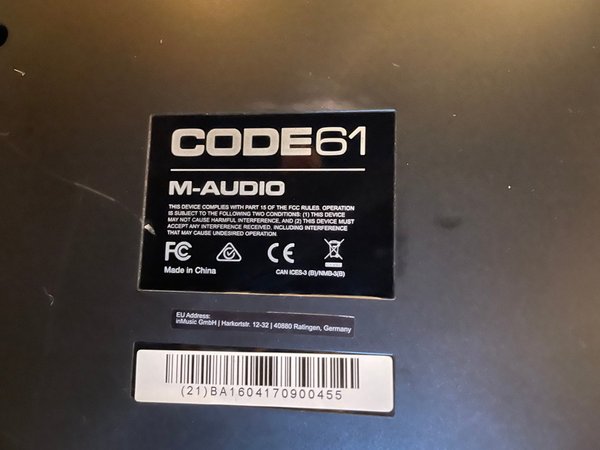 CODE61
M-AUDIO
THIS DEVICE COMPLIES WITH PART 15 OF THE FCC RULES. OPERATION
IS SUBJECT TO THE FOLLOWING TWO CONDITIONS: (1) THIS DEVICE
MAY NOT CAUSE HARMFUL INTERFERENCE, AND (2) THIS DEVICE MUST
ACCEPT ANY INTERFERENCE RECEIVED, INCLUDING INTERFERENCE
THAT MAY CAUSE UNDESIRED OPERATION.
FC CE
Made in China CAN ICES-3 (B)/NMB-3(B)
EU Address:
inMusic GmbH | Harkortstr. 12-32 | 40880 Ratingen, Germany
(21)BA1604170900455